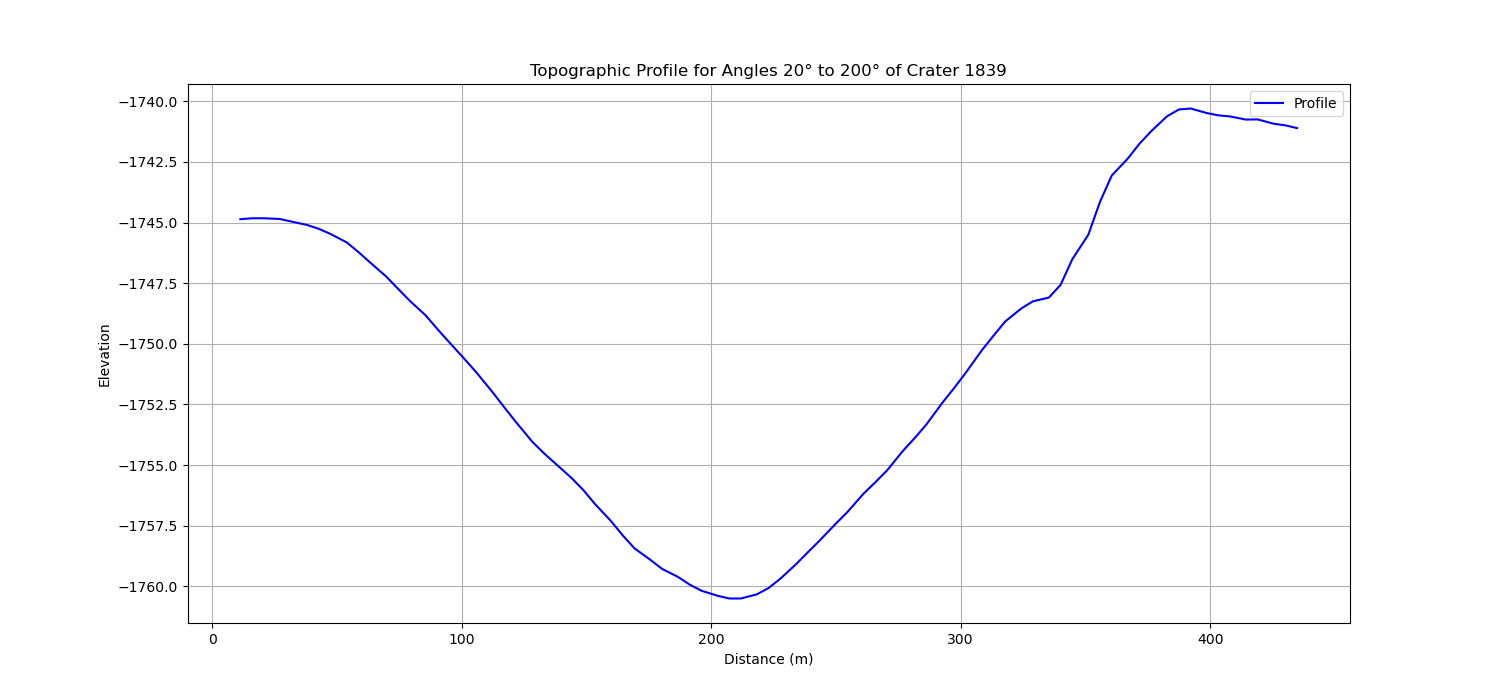 Topographic Profile for Angles 20° to 200° of Crater 1839
Profile
−1740.0
−1742.5
−1745.0
−1747.5
−1750.0
−1752.5
−1755.0
−1757.5
−1760.0
Elevation
0 100 200 300 400
Distance (m)